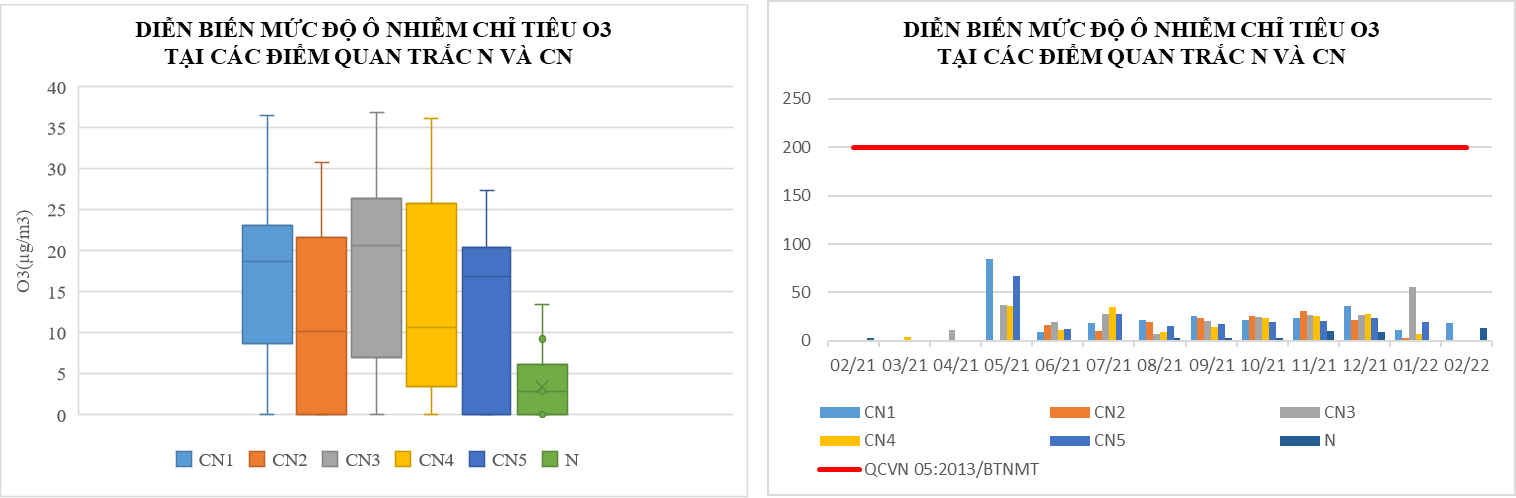 DIỄN BIẾN MỨC ĐỘ Ô NHIỄM CHỈ TIÊU O3
TẠI CÁC ĐIỂM QUAN TRẮC N VÀ CN
40
35
30
25
20
15
10
5
0
O3(µg/m3)
CN1 CN2 CN3 CN4 CN5 N
DIỄN BIẾN MỨC ĐỘ Ô NHIỄM CHỈ TIÊU O3
TẠI CÁC ĐIỂM QUAN TRẮC N VÀ CN
250
200
150
100
50
0
02/21 03/21 04/21 05/21 06/21 07/21 08/21 09/21 10/21 11/21 12/21 01/22 02/22
CN1 CN2 CN3
CN4 CN5 N
QCVN 05:2013/BTNMT